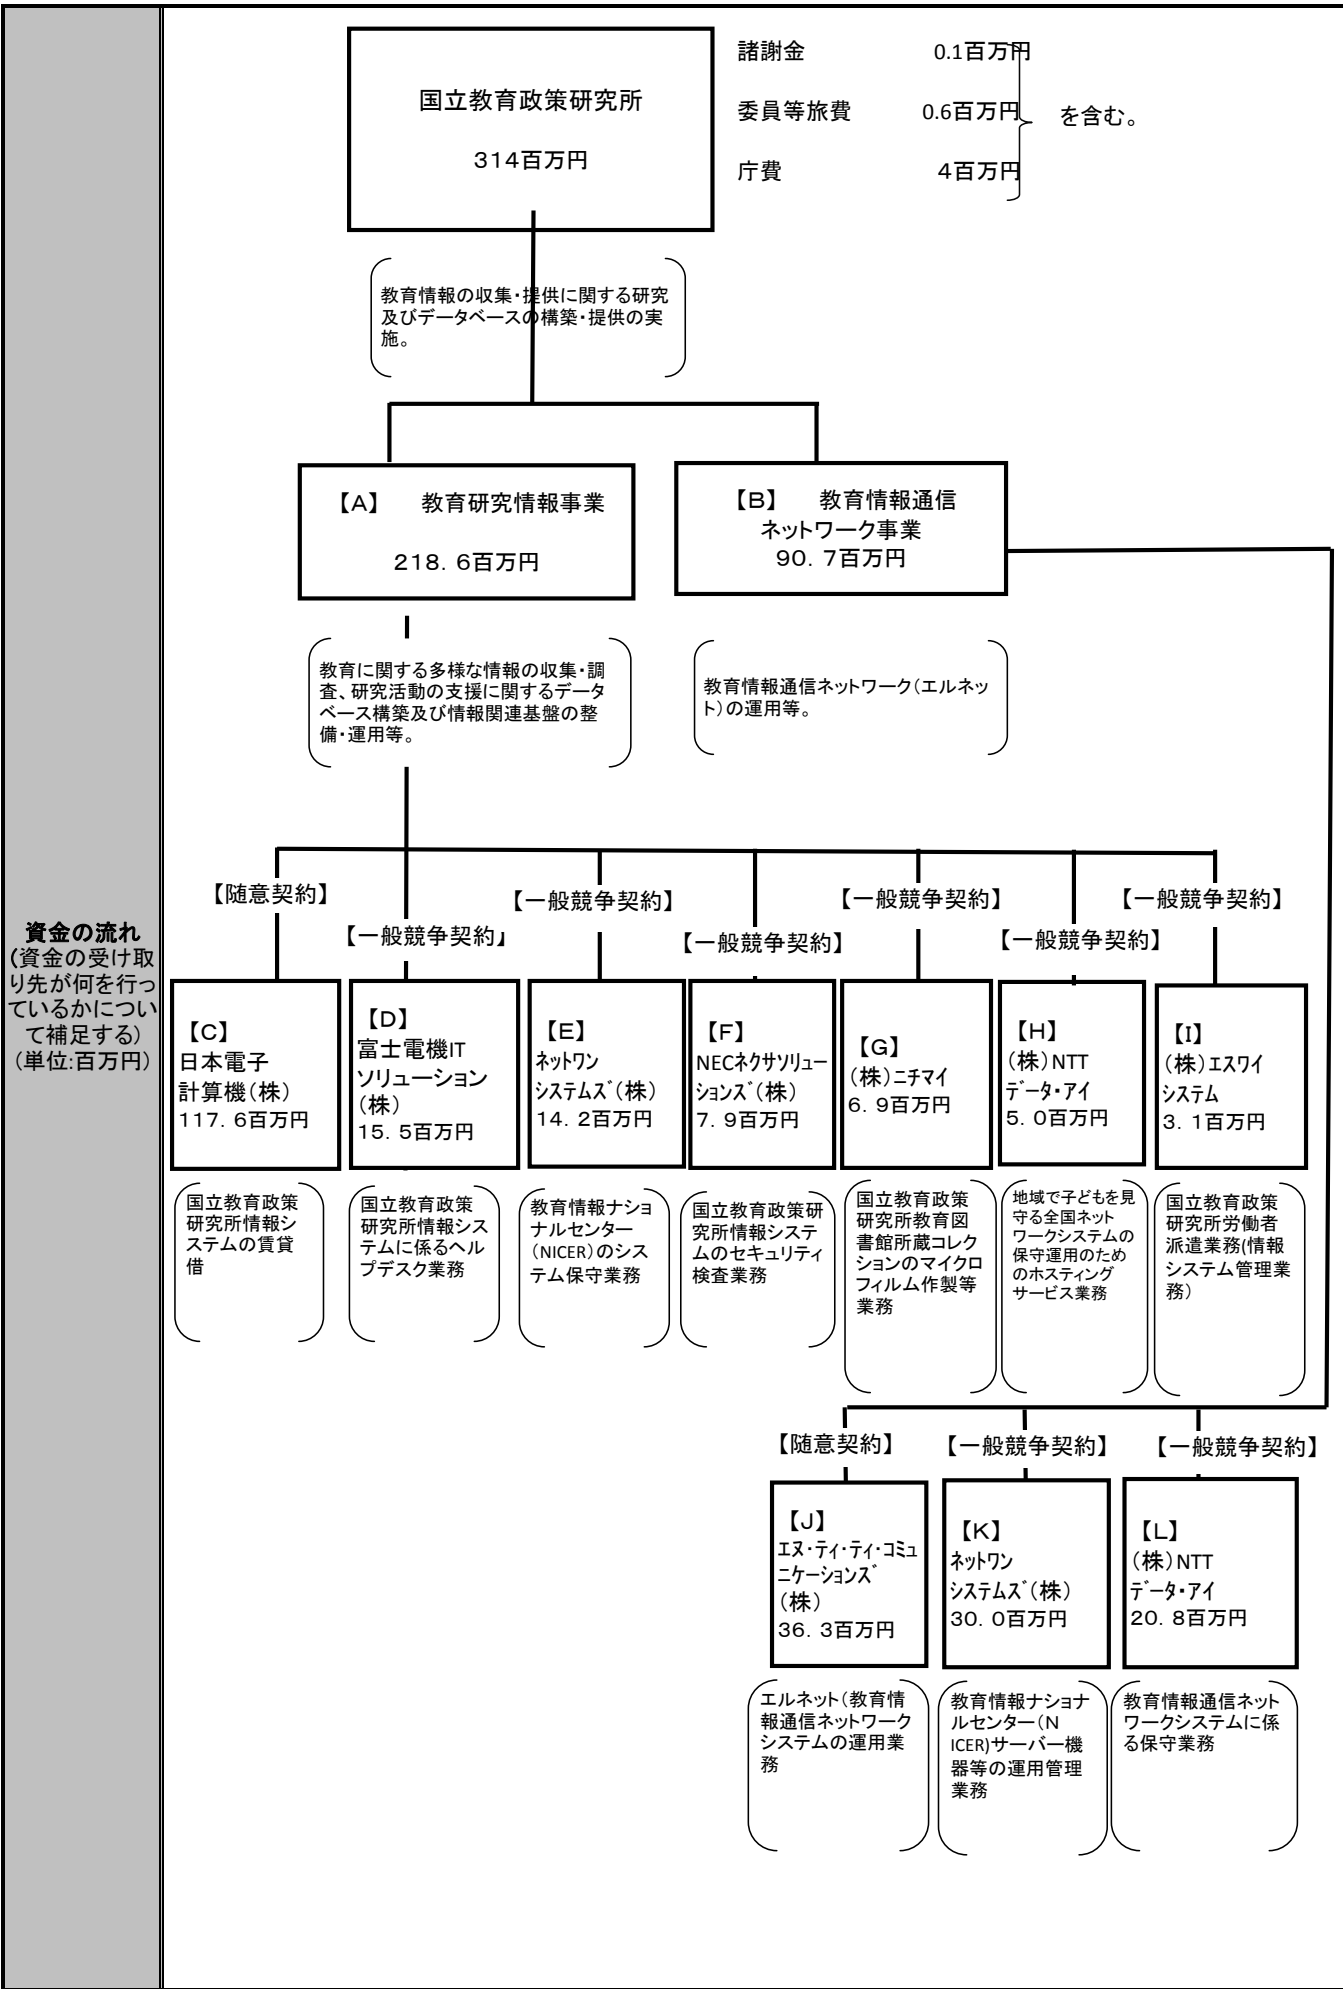 資金の流れ
(資金の受け取
り先が何を行っ
ているかについ
て補足する)
(単位:百万円)
国立教育政策研究所
314百万円
諸謝金 0.1百万円
委員等旅費 0.6百万円
庁費 4百万円
を含む。
教育情報の収集・提供に関する研究
及びデータベースの構築・提供の実
施。
【A】 教育研究情報事業
218.6百万円
【B】 教育情報通信
ネットワーク事業
90.7百万円
教育に関する多様な情報の収集・調
査、研究活動の支援に関するデータ
ベース構築及び情報関連基盤の整
備・運用等。
教育情報通信ネットワーク(エルネッ
ト)の運用等。
【随意契約】
【一般競争契約】
【一般競争契約】
【一般競争契約】
【一般競争契約】
【一般競争契約】
【一般競争契約】
【C】
日本電子
計算機(株)
117.6百万円
【D】
富士電機IT
ソリューション
(株)
15.5百万円
【E】
ネットワン
システムズ(株)
14.2百万円
【F】
NECネクサソリュー
ションズ(株)
7.9百万円
【G】
(株)ニチマイ
6.9百万円
【H】
(株)NTT
データ・アイ
5.0百万円
【I】
(株)エスワイ
システム
3.1百万円
国立教育政策
研究所情報シ
ステムの賃貸
借
国立教育政策
研究所情報シス
テムに係るヘル
プデスク業務
教育情報ナショ
ナルセンター
(NICER)のシス
テム保守業務
国立教育政策研
究所情報システ
ムのセキュリティ
検査業務
国立教育政策
研究所教育図
書館所蔵コレク
ションのマイクロ
フィルム作製等
業務
地域で子どもを見
守る全国ネット
ワークシステムの
保守運用のため
のホスティング
サービス業務
国立教育政策
研究所労働者
派遣業務(情報
システム管理業
務)
【随意契約】
【一般競争契約】
【一般競争契約】
【J】
エヌ・ティ・ティ・コミュ
ニケーションズ
(株)
36.3百万円
【K】
ネットワン
システムズ(株)
30.0百万円
【L】
(株)NTT
データ・アイ
20.8百万円
エルネット(教育情
報通信ネットワーク
システムの運用業
務
教育情報ナショナ
ルセンター(N
ICER)サーバー機
器等の運用管理
業務
教育情報通信ネット
ワークシステムに係
る保守業務